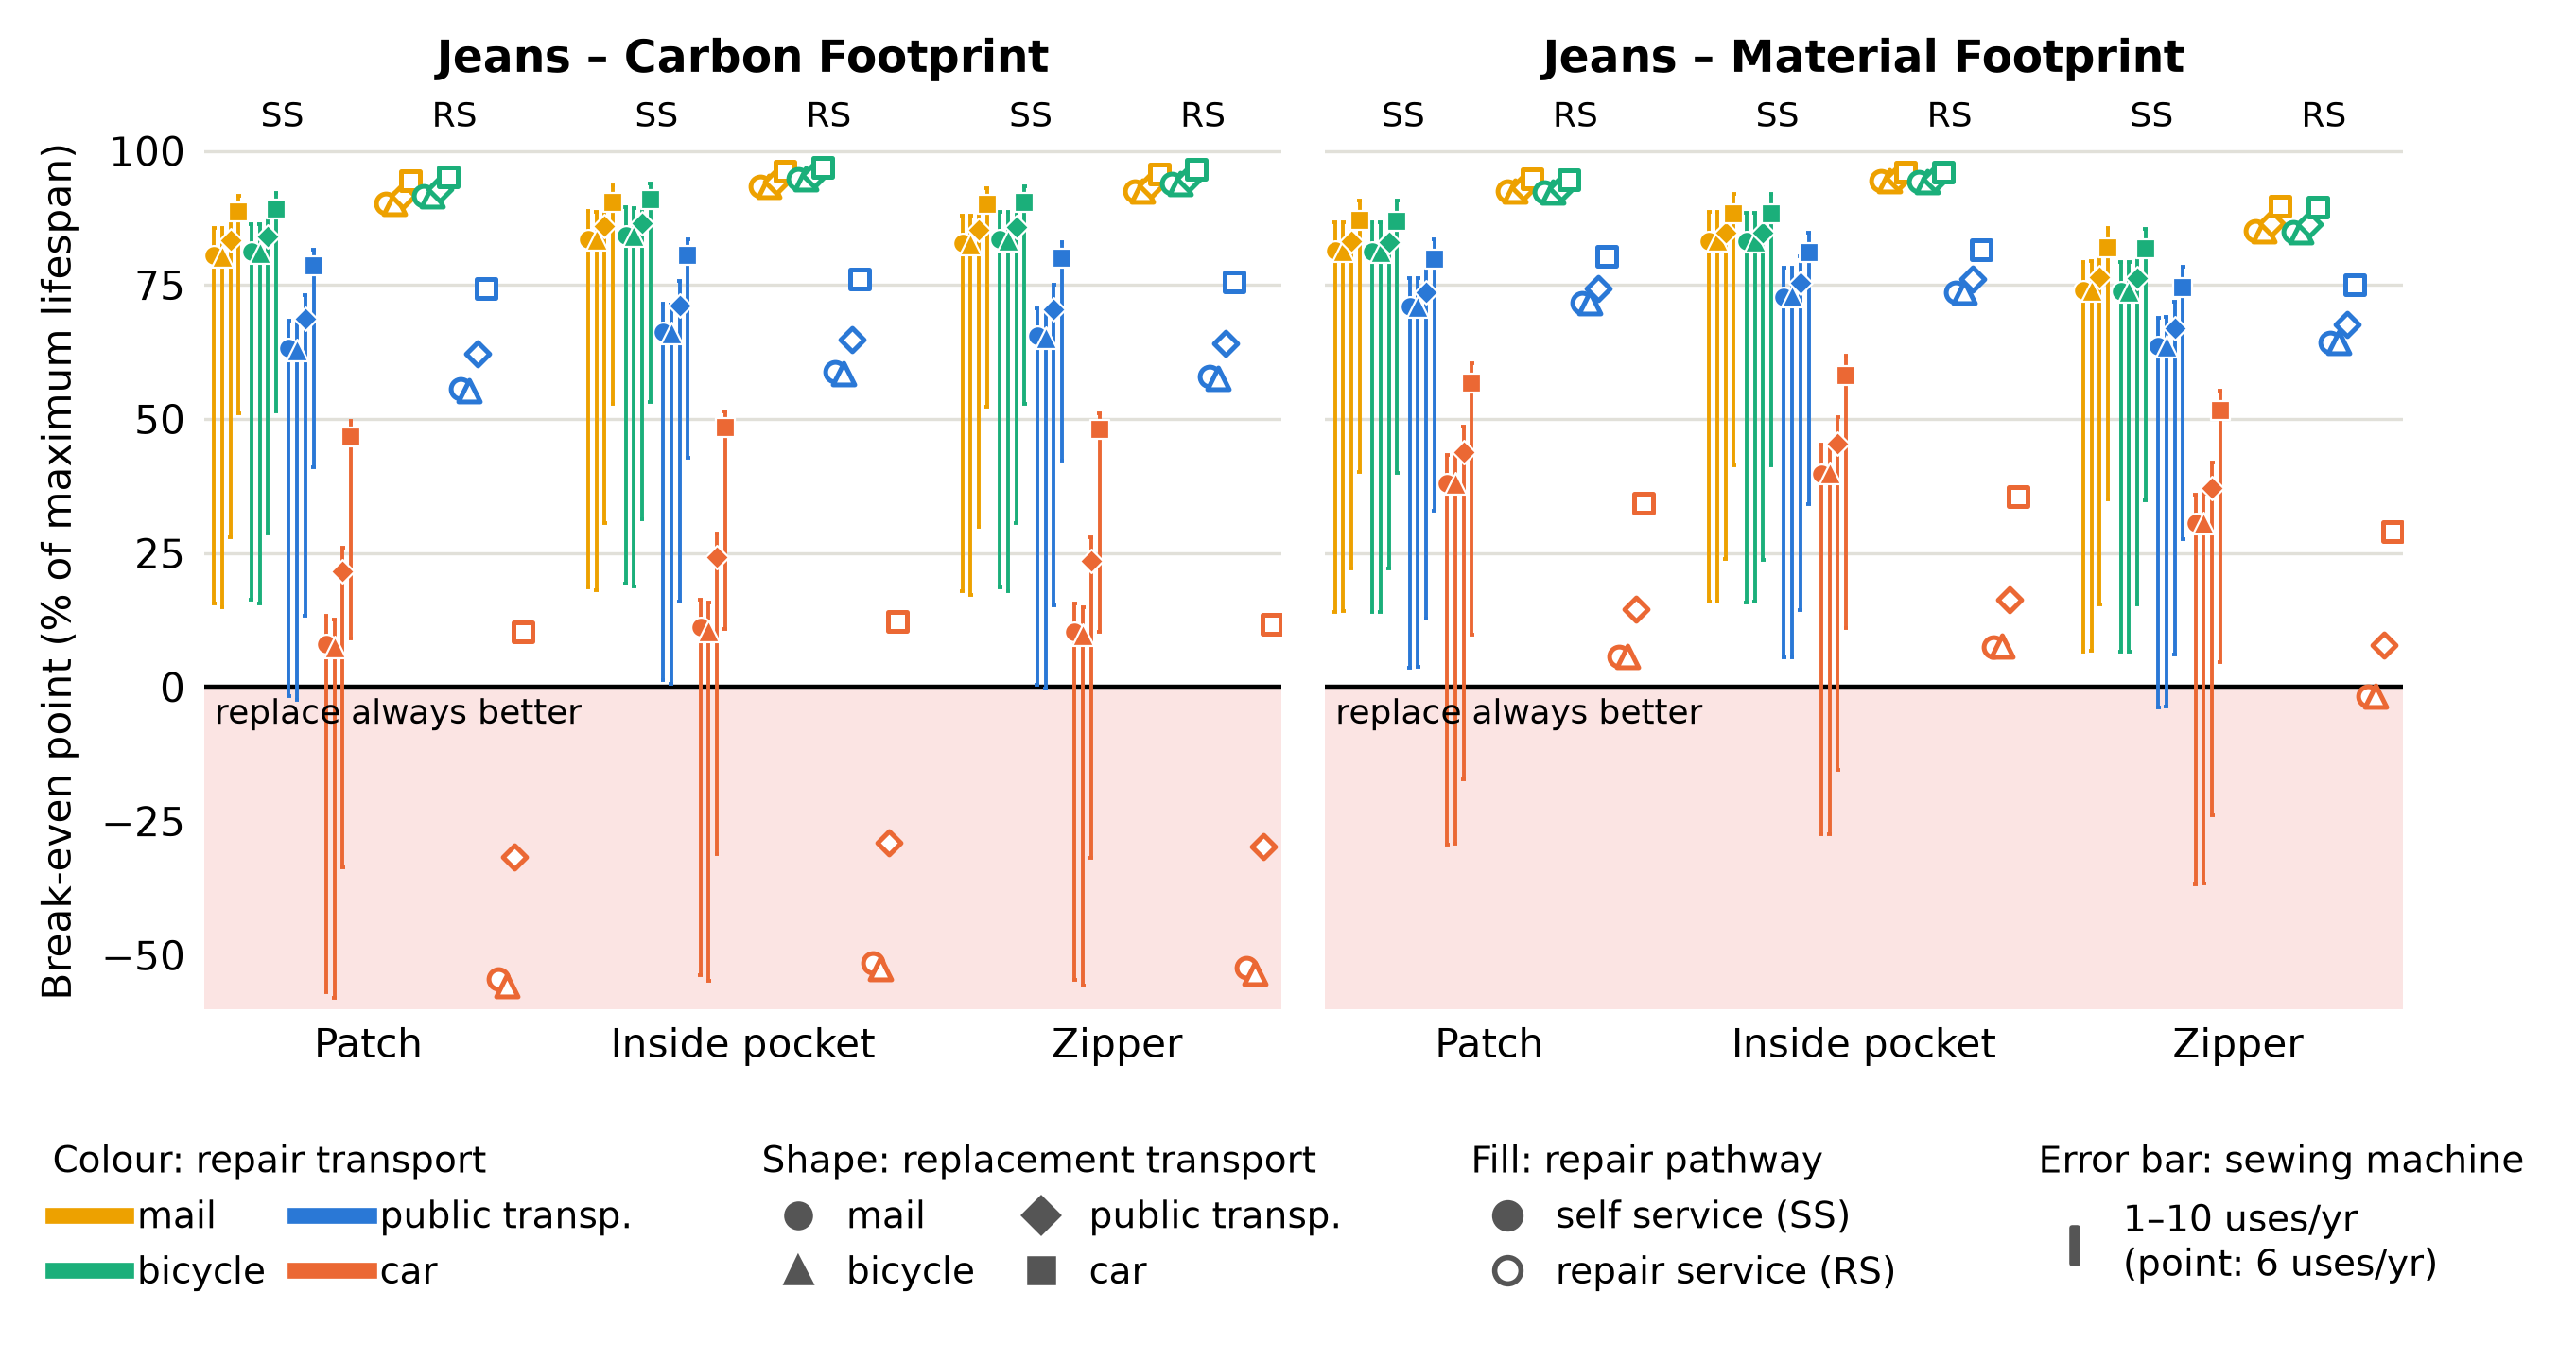 Jeans – Carbon Footprint
Jeans – Material Footprint
SS RS SS RS SS RS
SS RS SS RS SS RS
Break-even point (% of maximum lifespan)
100
75
50
25
0
−25
−50
replace always better
replace always better
Patch Inside pocket Zipper
Patch Inside pocket Zipper
Colour: repair transport
mail
public transp.
bicycle
car
Shape: replacement transport
mail
public transp.
bicycle
car
Fill: repair pathway
self service (SS)
repair service (RS)
Error bar: sewing machine
1–10 uses/yr
(point: 6 uses/yr)